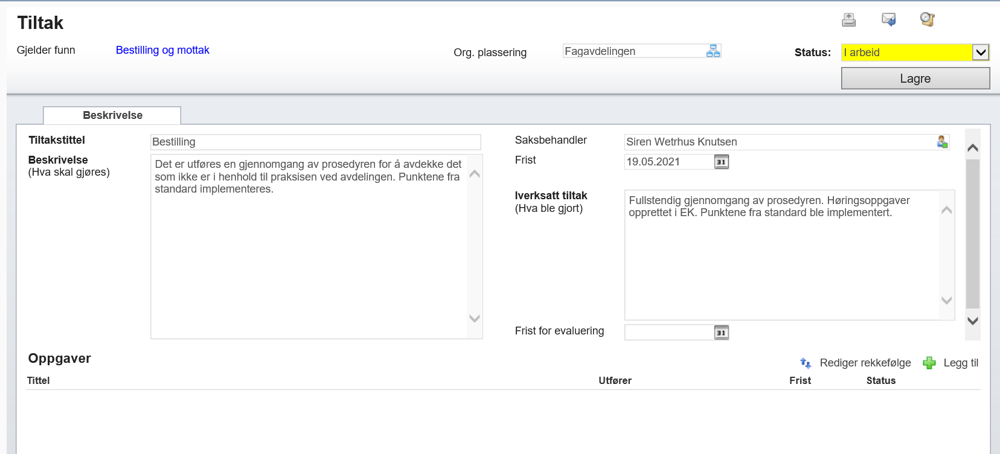 Tiltak
Gjelder funn
Bestilling og mottak
Org. plassering
Fagavdelingen
Status:
I arbeid
Lagre
Beskrivelse
Tiltakstittel
Bestilling
Beskrivelse
(Hva skal gjøres)
Det er utføres en gjennomgang av prosedyren for å avdekke det
som ikke er i henhold til praksisen ved avdelingen. Punktene fra
standard implementeres.
Saksbehandler
Siren Wetrhus Knutsen
Frist
19.05.2021
31
Iverksatt tiltak
(Hva ble gjort)
Fullstendig gjennomgang av prosedyren. Høringsoppgaver
opprettet i EK. Punktene fra standard ble implementert.
Frist for evaluering
31
Oppgaver
Rediger rekkefølge
Legg til
Tittel
Utfører
Frist
Status